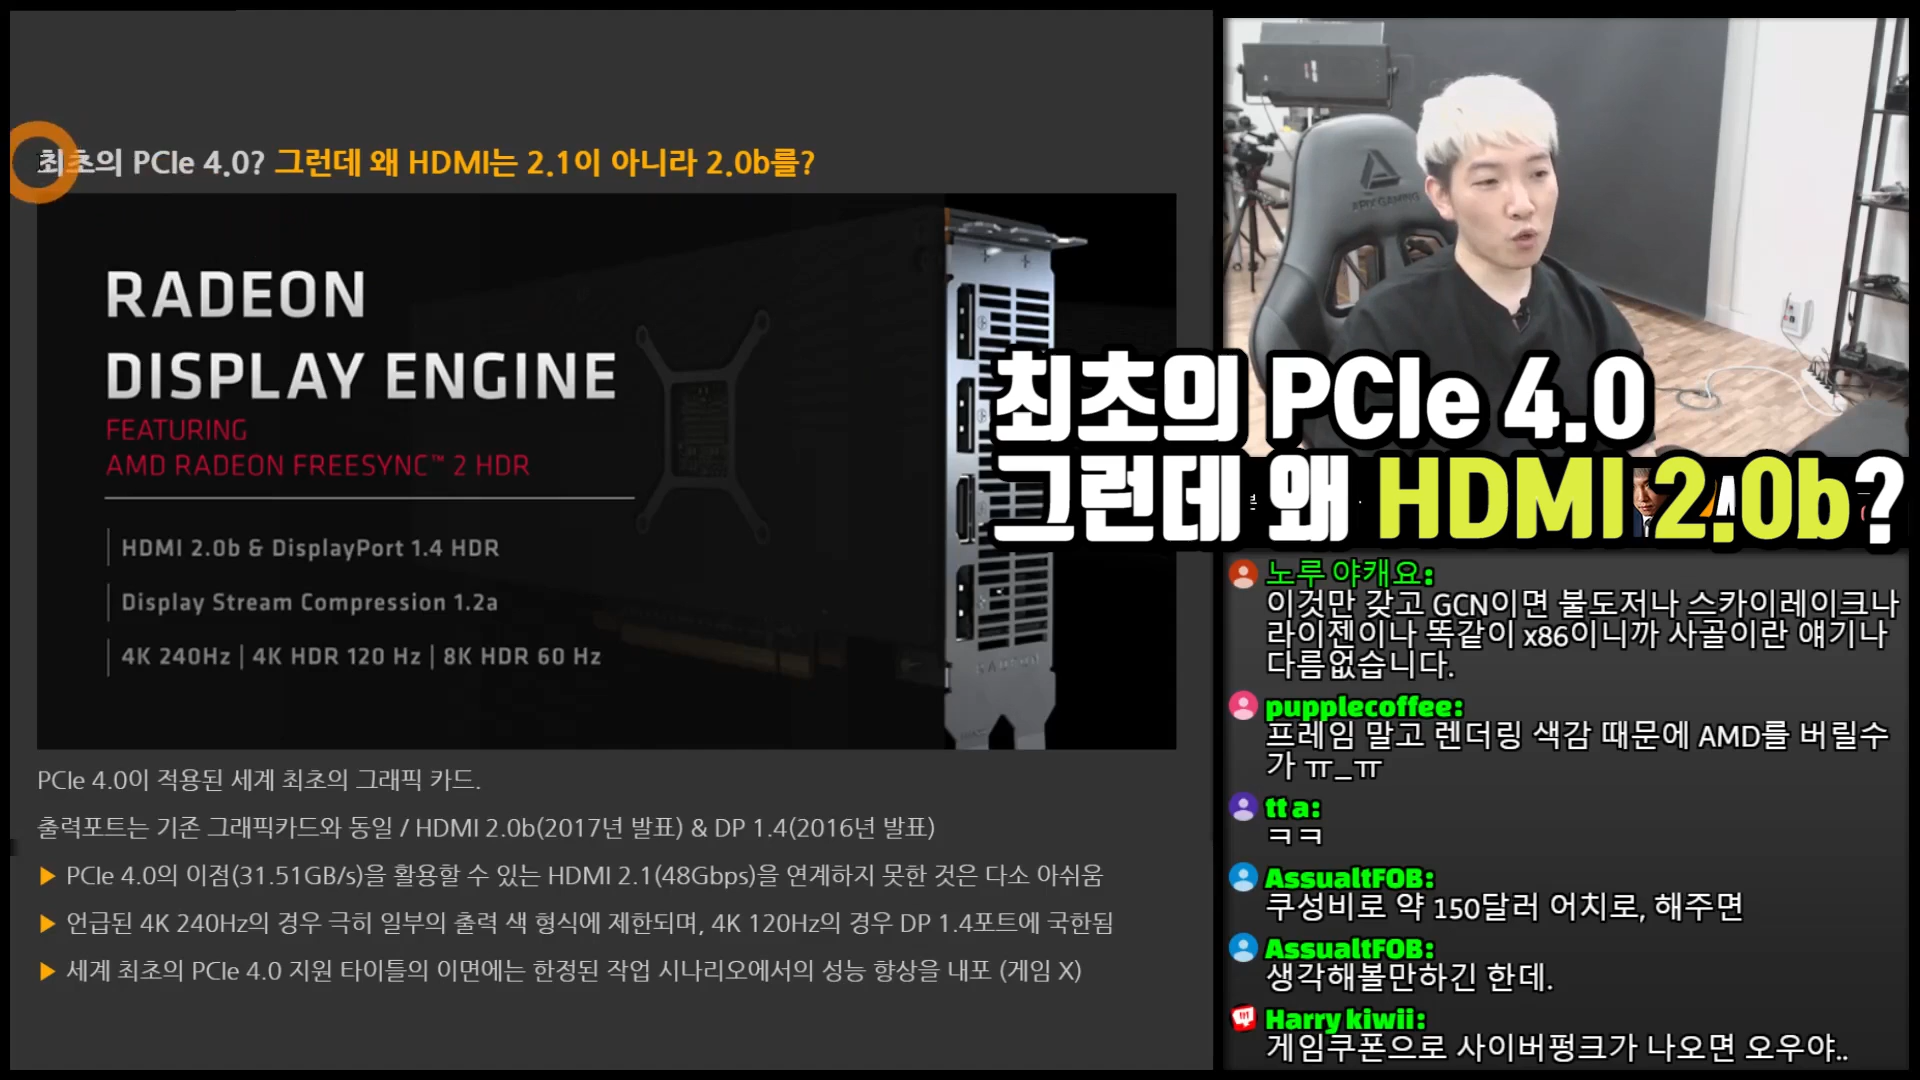 최초의 PCIe 4.0? 그런데 왜 HDMI는 2.1이 아니라 2.0b를?
RADEON
DISPLAY ENGINE
FEATURING
AMD RADEON FREESYNC™ 2 HDR
HDMI 2.0b & DisplayPort 1.4 HDR
Display Stream Compression 1.2a
4K 240Hz | 4K HDR 120 Hz | 8K HDR 60 Hz
RADEON
PCIe 4.0이 적용된 세계 최초의 그래픽 카드.
출력포트는 기존 그래픽카드와 동일 / HDMI 2.0b(2017년 발표) & DP 1.4(2016년 발표)
▶ PCIe 4.0의 이점(31.51GB/s)을 활용할 수 있는 HDMI 2.1(48Gbps)을 연계하지 못한 것은 다소 아쉬움
▶ 언급된 4K 240Hz의 경우 극히 일부의 출력 색 형식에 제한되며, 4K 120Hz의 경우 DP 1.4포트에 국한됨
▶ 세계 최초의 PCIe 4.0 지원 타이틀의 이면에는 한정된 작업 시나리오에서의 성능 향상을 내포 (게임 X)
APIX GAMING
최초의 PCIe 4.0
그런데 왜 HDMI 2.0b?
노루 야캐요:
이것만 갖고 GCN이면 불도저나 스카이레이크나
라이젠이나 똑같이 x86이니까 사골이란 얘기나
다름없습니다.
pupplecoffee:
프레임 말고 렌더링 색감 때문에 AMD를 버릴수
가 ㅠ_ㅠ
tt a:
ㅋㅋ
AssualtFOB:
쿠성비로 약 150달러 어치로, 해주면
AssualtFOB:
생각해볼만하긴 한데.
Harry kiwii:
게임쿠폰으로 사이버펑크가 나오면 오우야..